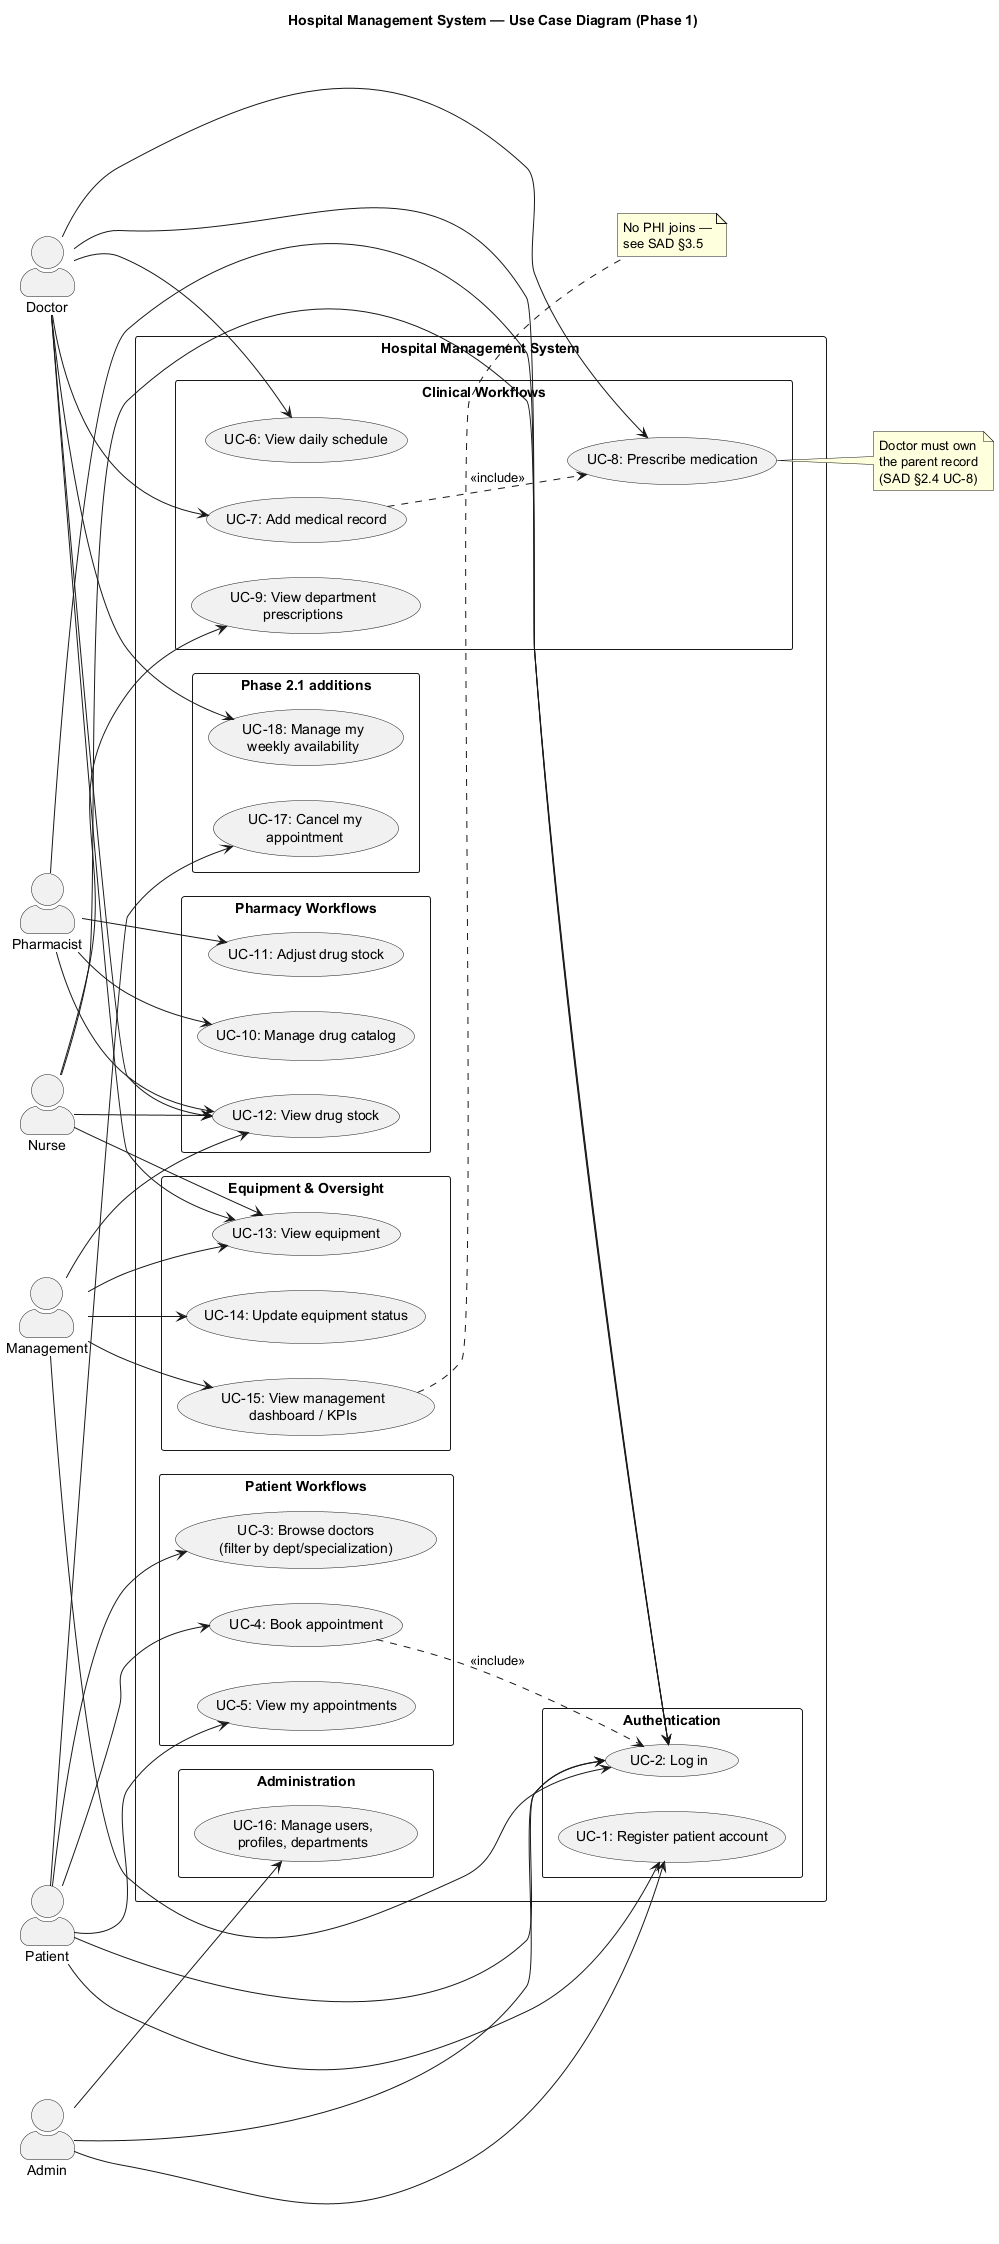 Hospital Management System — Use Case Diagram (Phase 1)
No PHI joins —
see SAD §3.5
Doctor
Hospital Management System
Clinical Workflows
UC-6: View daily schedule
UC-8: Prescribe medication
Doctor must own
the parent record
(SAD §2.4 UC-8)
«include»
UC-7: Add medical record
UC-9: View department
prescriptions
Phase 2.1 additions
UC-18: Manage my
weekly availability
UC-17: Cancel my
appointment
Pharmacy Workflows
Pharmacist
UC-11: Adjust drug stock
UC-10: Manage drug catalog
UC-12: View drug stock
Nurse
Equipment & Oversight
UC-13: View equipment
UC-14: Update equipment status
Management
UC-15: View management
dashboard / KPIs
Patient Workflows
UC-3: Browse doctors
(filter by dept/specialization)
UC-4: Book appointment
«include»
UC-5: View my appointments
Authentication
UC-2: Log in
Administration
UC-16: Manage users,
profiles, departments
UC-1: Register patient account
Patient
Admin